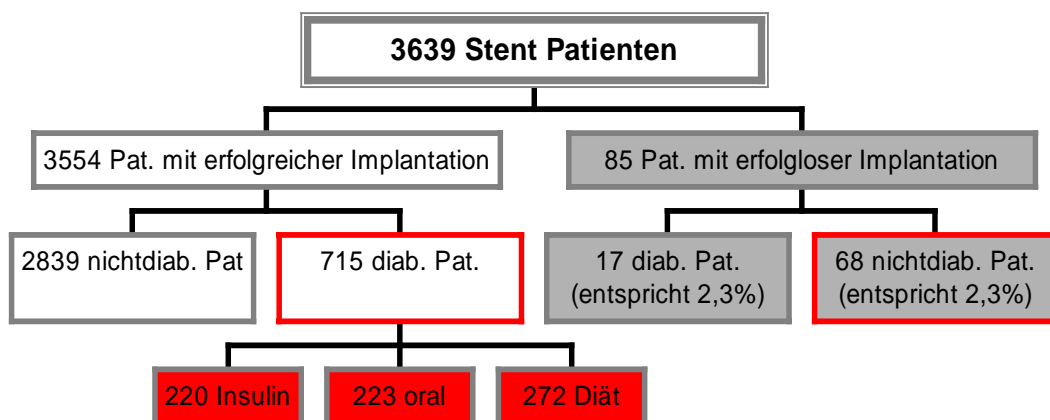 3639 Stent Patienten
3554 Pat. mit erfolgreicher Implantation
85 Pat. mit erfolgloser Implantation
2839 nichtdiab. Pat
715 diab. Pat.
17 diab. Pat.
(entspricht 2,3%)
68 nichtdiab. Pat.
(entspricht 2,3%)
220 Insulin
223 oral
272 Diät